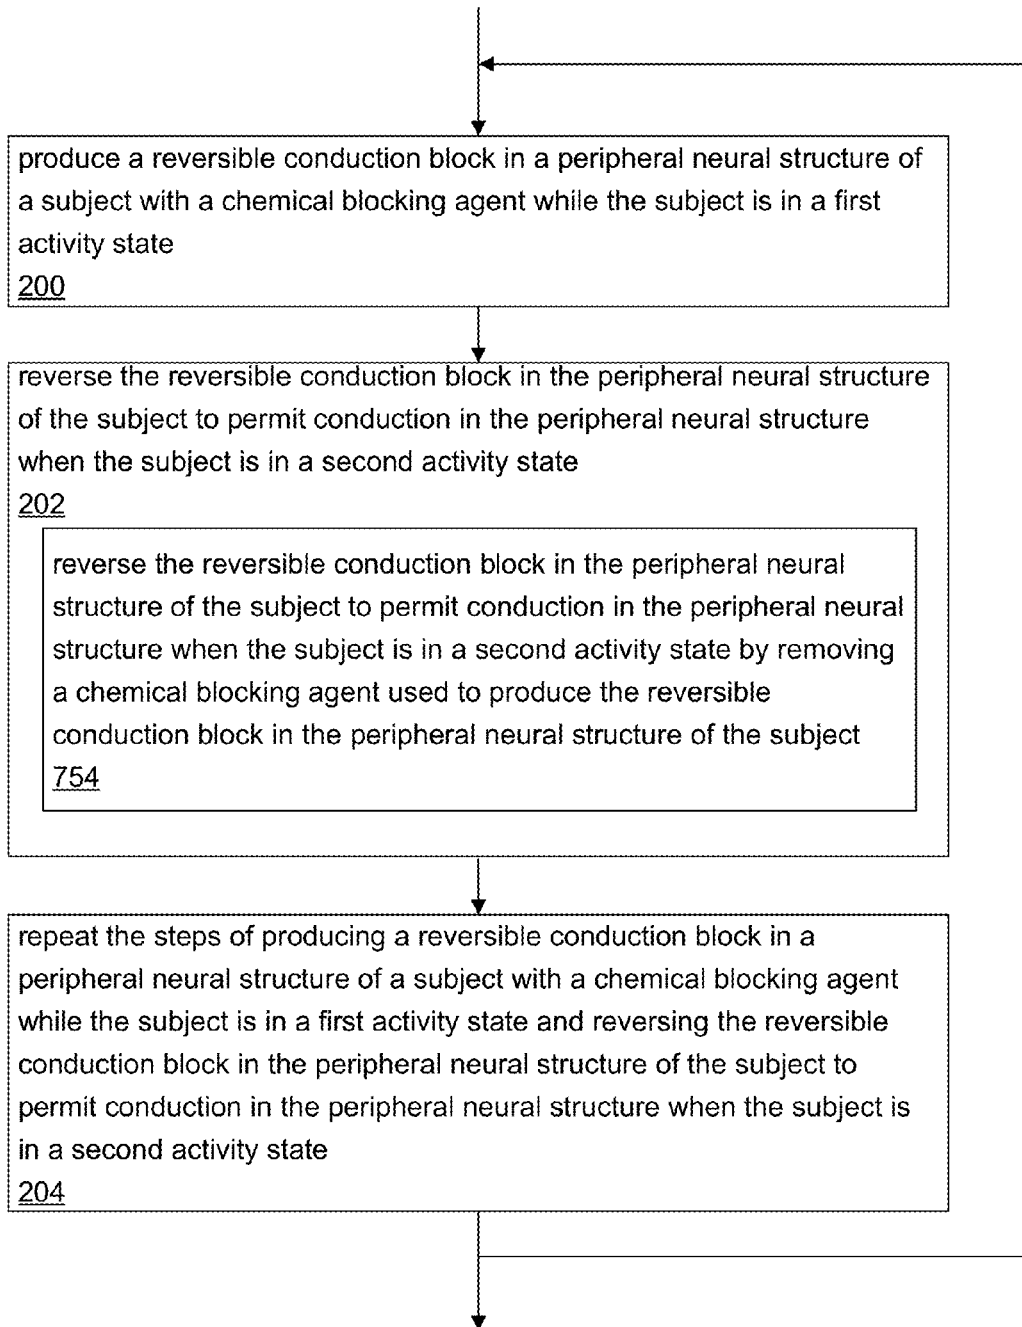 produce a reversible conduction block in a peripheral neural structure of
a subject with a chemical blocking agent while the subject is in a first
activity state
200
reverse the reversible conduction block in the peripheral neural structure
of the subject to permit conduction in the peripheral neural structure
when the subject is in a second activity state
202
reverse the reversible conduction block in the peripheral neural
structure of the subject to permit conduction in the peripheral neural
structure when the subject is in a second activity state by removing
a chemical blocking agent used to produce the reversible
conduction block in the peripheral neural structure of the subject
754
repeat the steps of producing a reversible conduction block in a
peripheral neural structure of a subject with a chemical blocking agent
while the subject is in a first activity state and reversing the reversible
conduction block in the peripheral neural structure of the subject to
permit conduction in the peripheral neural structure when the subject is
in a second activity state
204